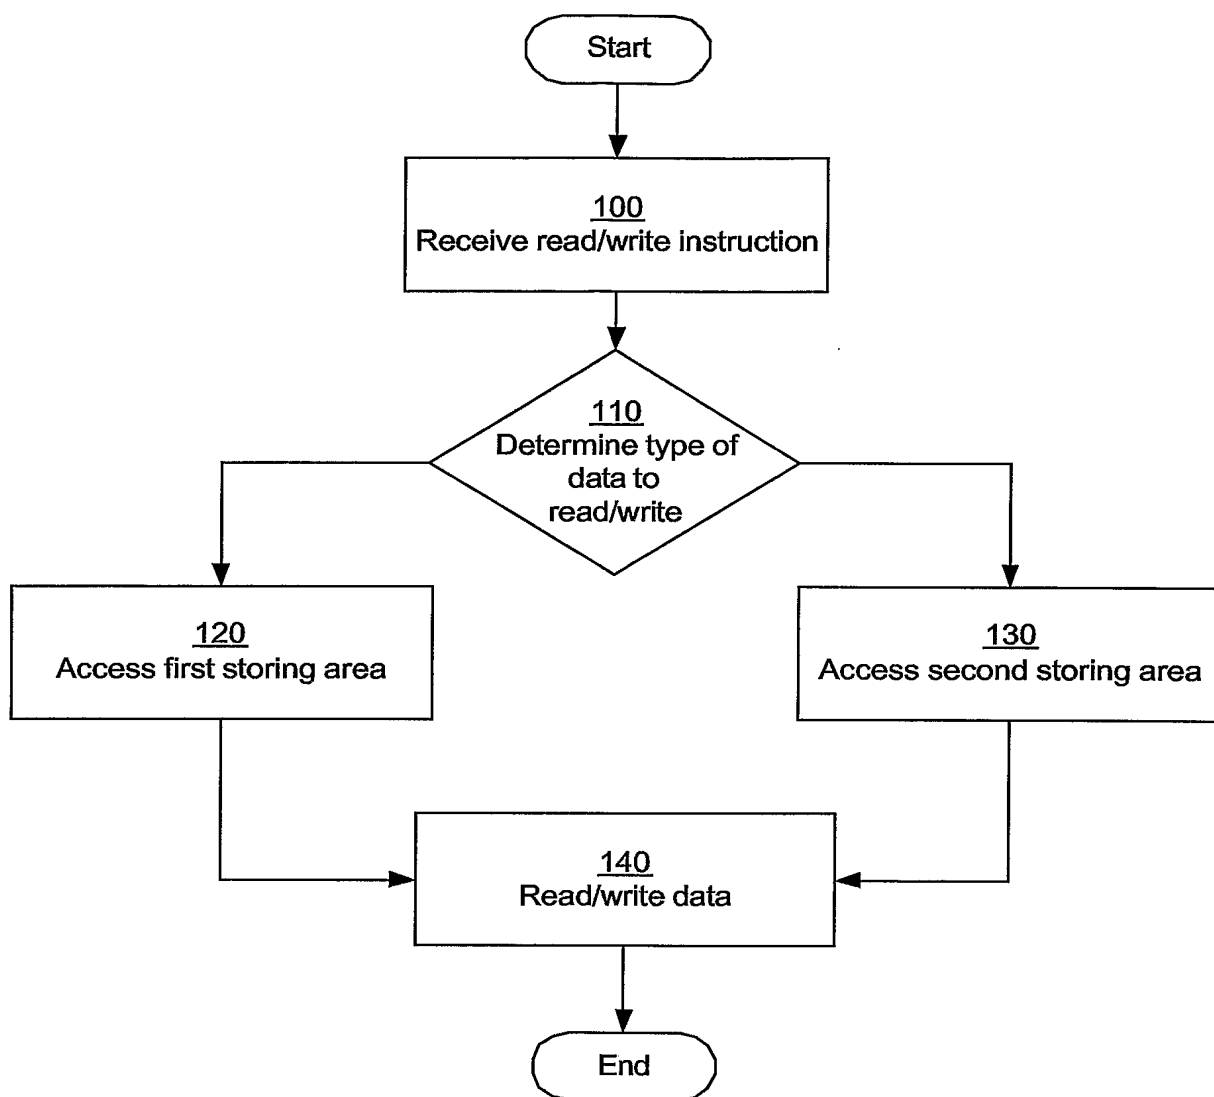 Start
100
Receive read/write instruction
110
Determine type of
data to
read/write
120
Access first storing area
130
Access second storing area
140
Read/write data
End